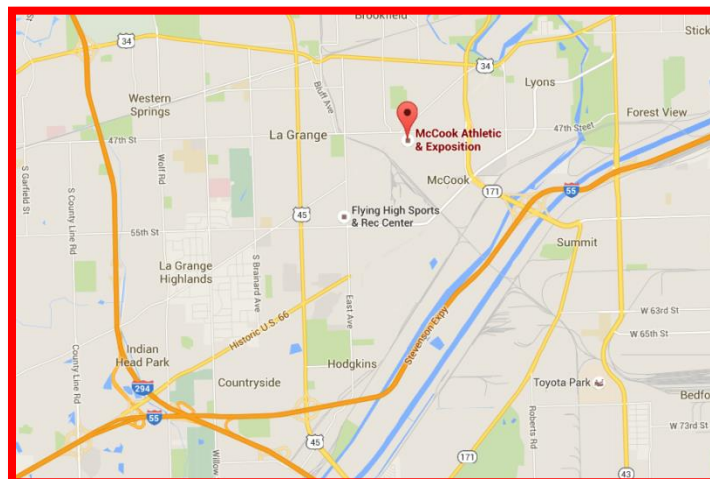 Brookfield
Stick
34
34
Bluff Ave
Lyons
Western
Springs
Forest View
McCook Athletic
& Exposition
La Grange
47th Street
47th St
S Garfield St
S County Line Rd
Wolf Rd
McCook
171
55
45
Flying High Sports
& Rec Center
55th St
Summit
La Grange
Highlands
S Brainard Ave
Historic U.S. 66
East Ave
Stevenson Expy
W 63rd St
W 65th St
Indian
Head Park
Hodgkins
County Line Rd
294
Countryside
Toyota Park
Bedfo
55
Roberts Rd
W 73rd St
45
Willow
171
43